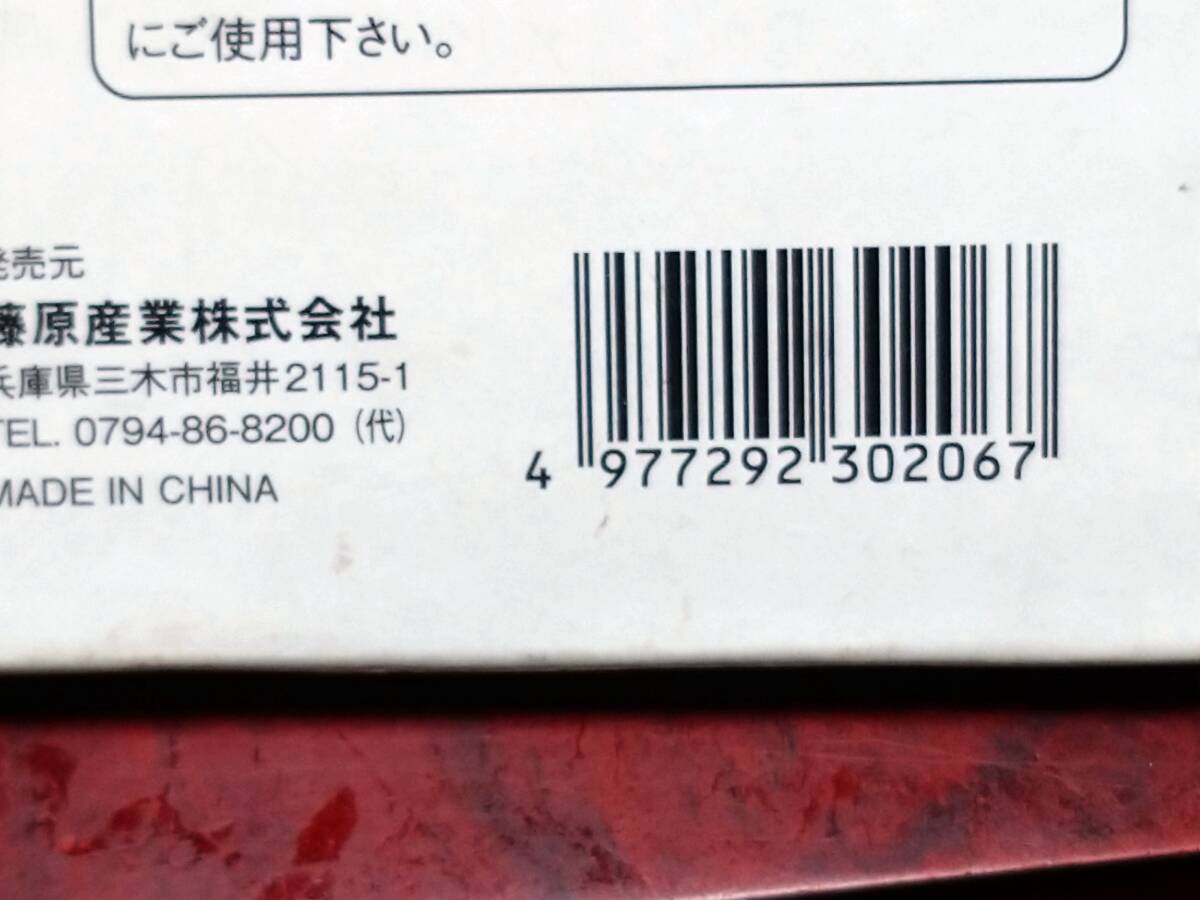 にご使用下さい。
発売元
藤原産業株式会社
兵庫県三木市福井2115-1
TEL. 0794-86-8200（代）
MADE IN CHINA
4 977292 302067